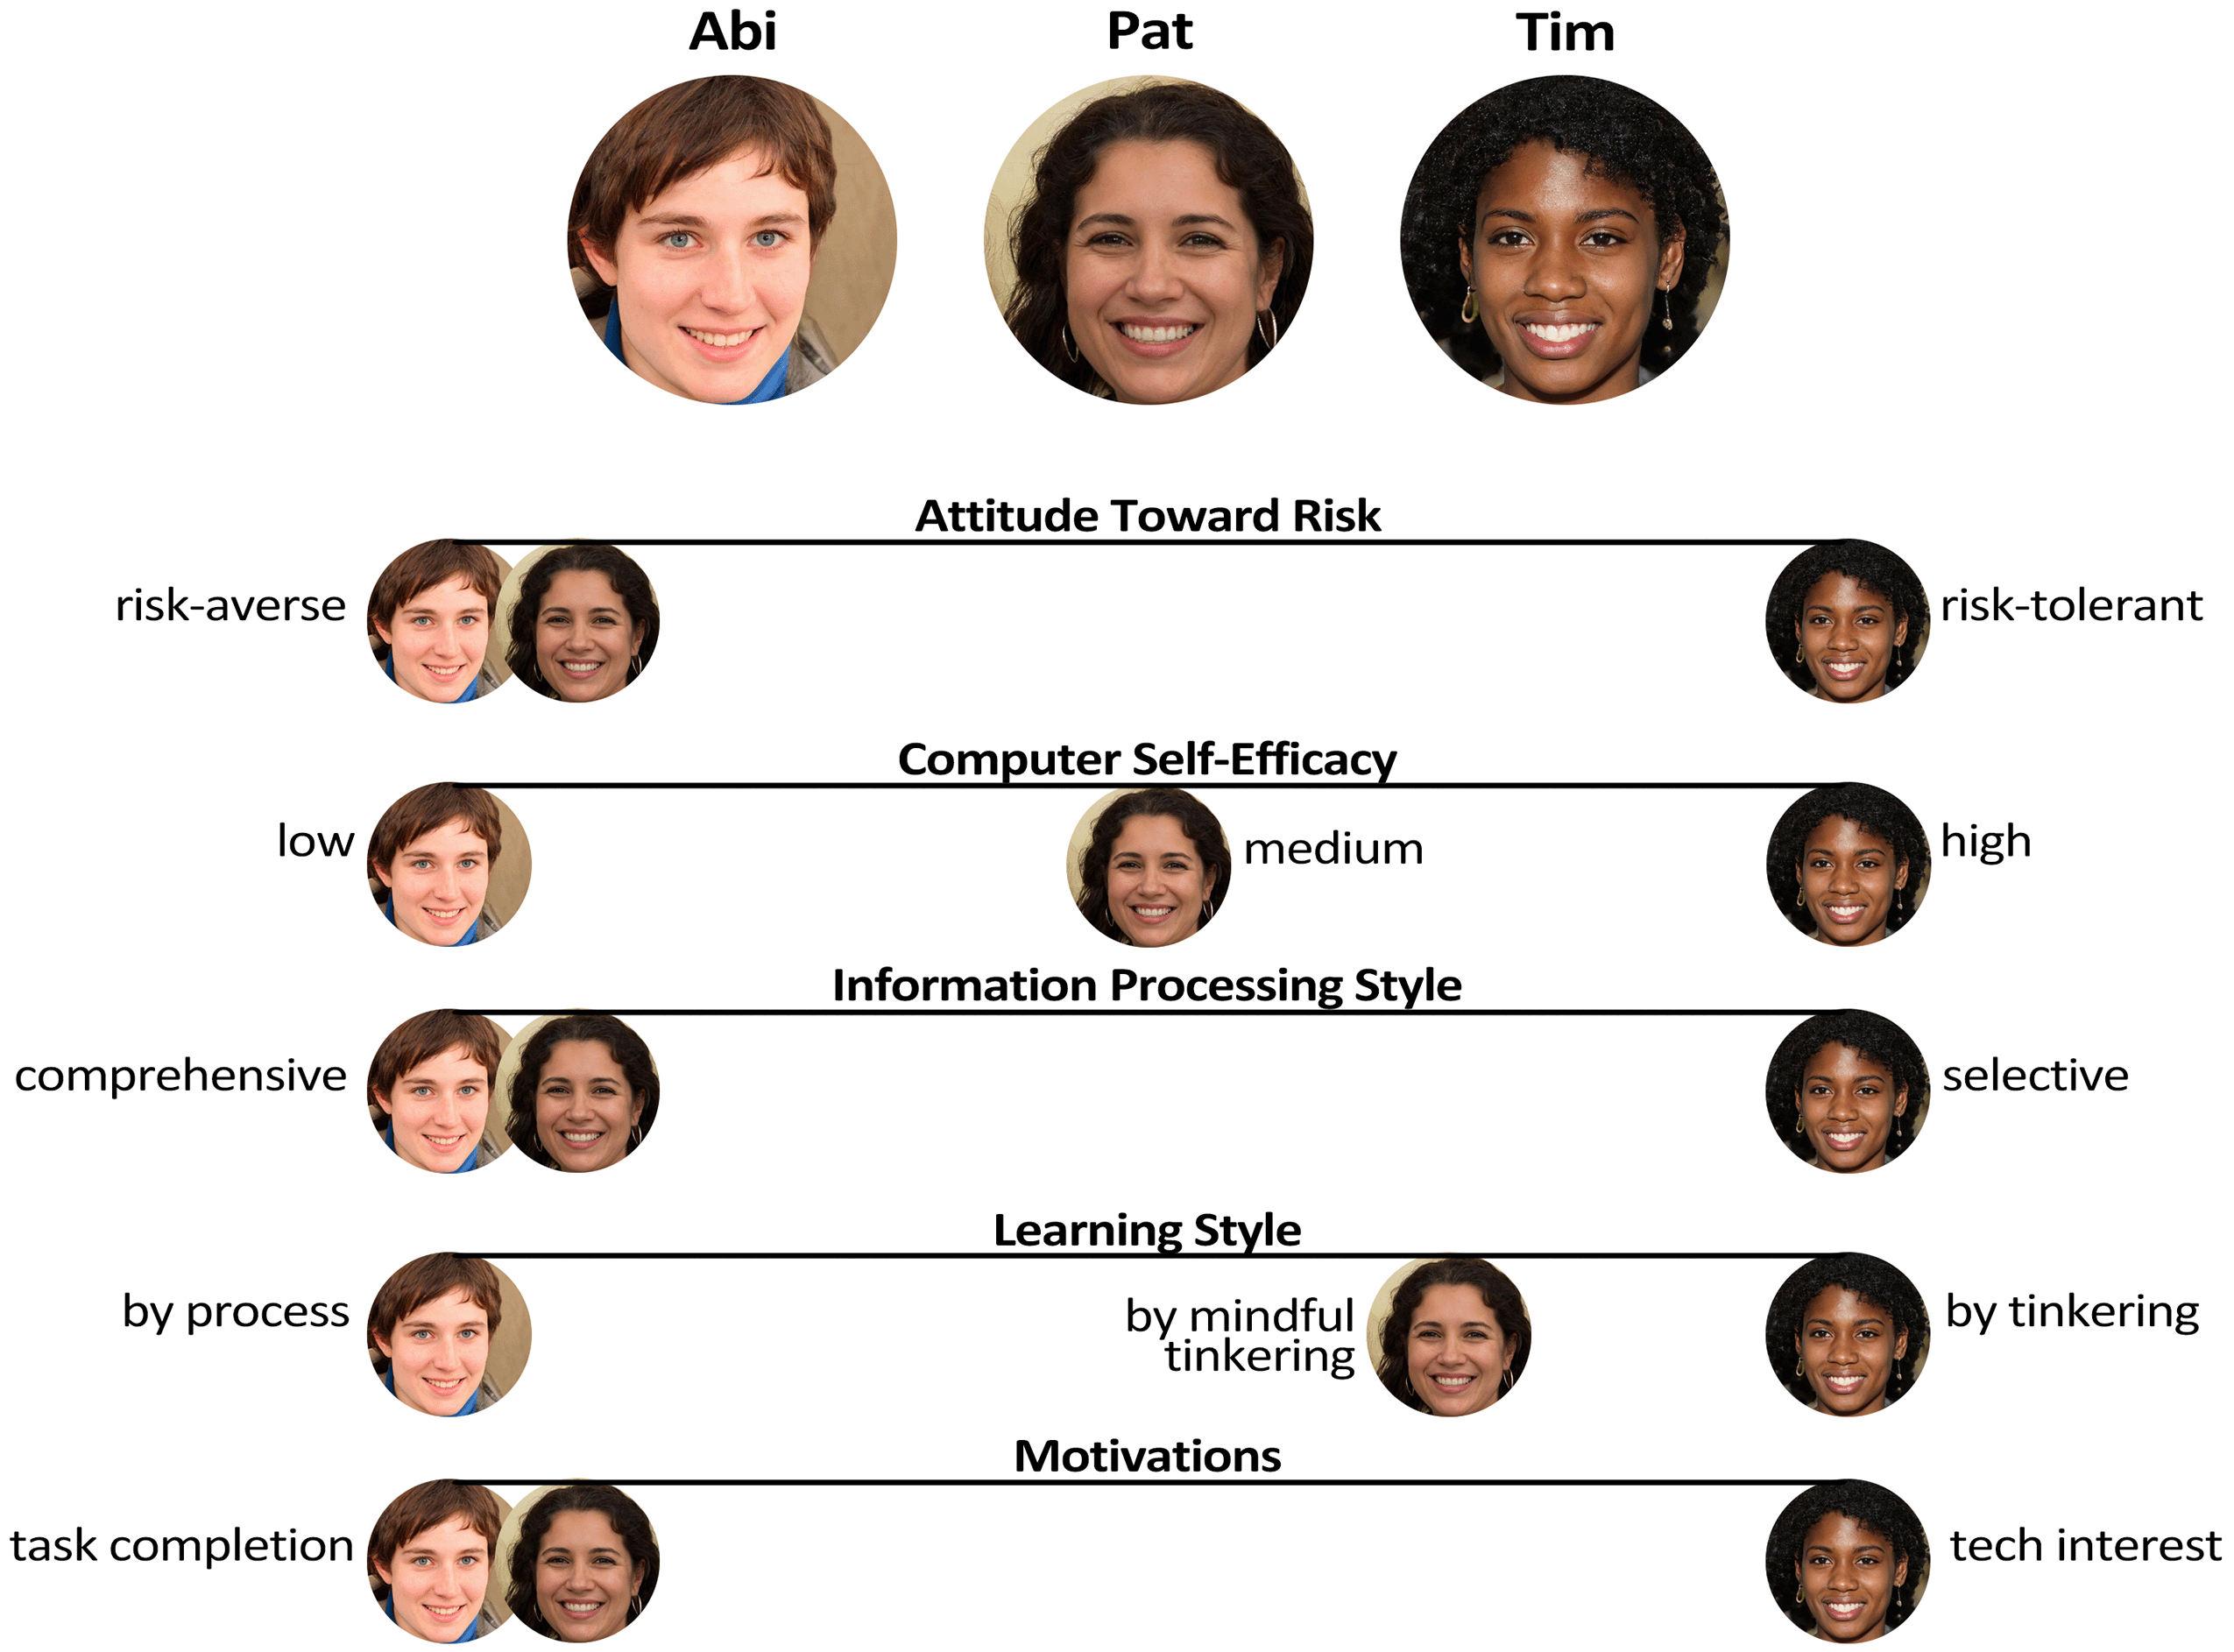 Abi Pat Tim
Attitude Toward Risk
risk-averse risk-tolerant
Computer Self-Efficacy
low medium high
Information Processing Style
comprehensive selective
Learning Style
by process by mindful tinkering by tinkering
Motivations
task completion tech interest